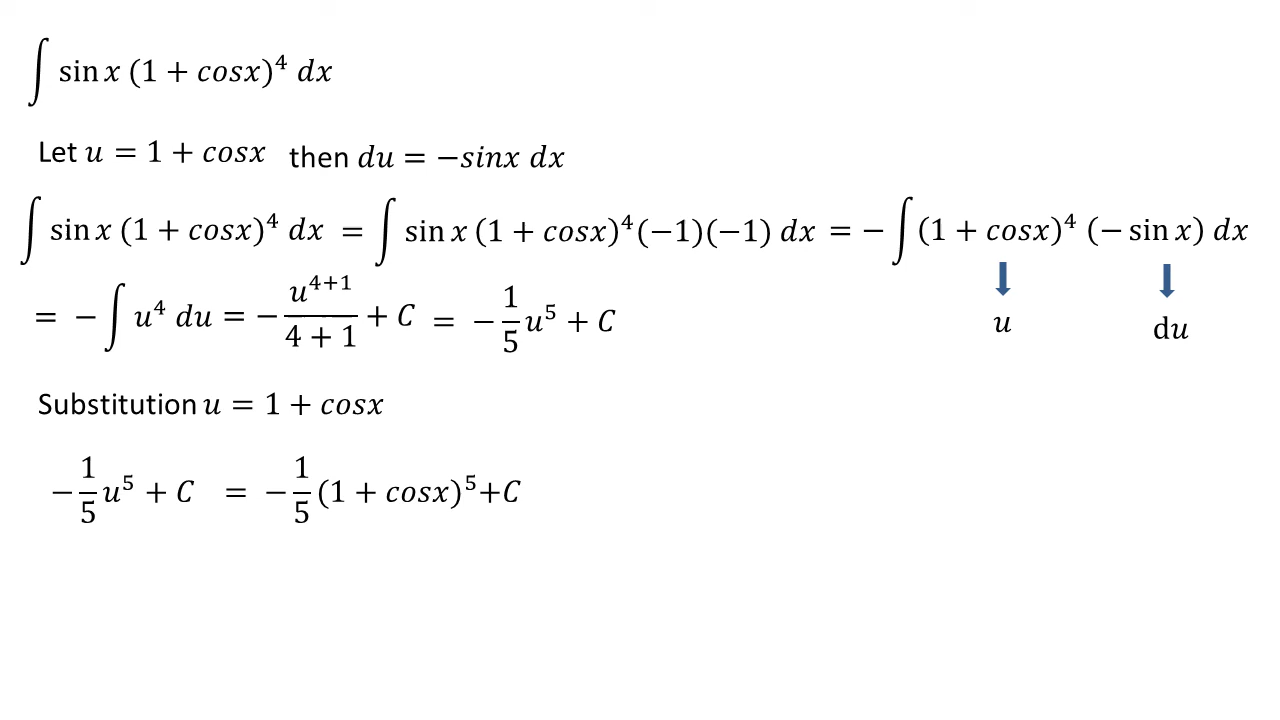 ∫ sin x (1 + cosx)⁴ dx
Let u = 1 + cosx then du = −sinx dx
∫ sin x (1 + cosx)⁴ dx = ∫ sin x (1 + cosx)⁴(−1)(−1) dx = − ∫ (1 + cosx)⁴ (− sin x) dx
u du
= − ∫ u⁴ du = − u⁴⁺¹/(4 + 1) + C = − 1/5 u⁵ + C
Substitution u = 1 + cosx
− 1/5 u⁵ + C = − 1/5 (1 + cosx)⁵+C